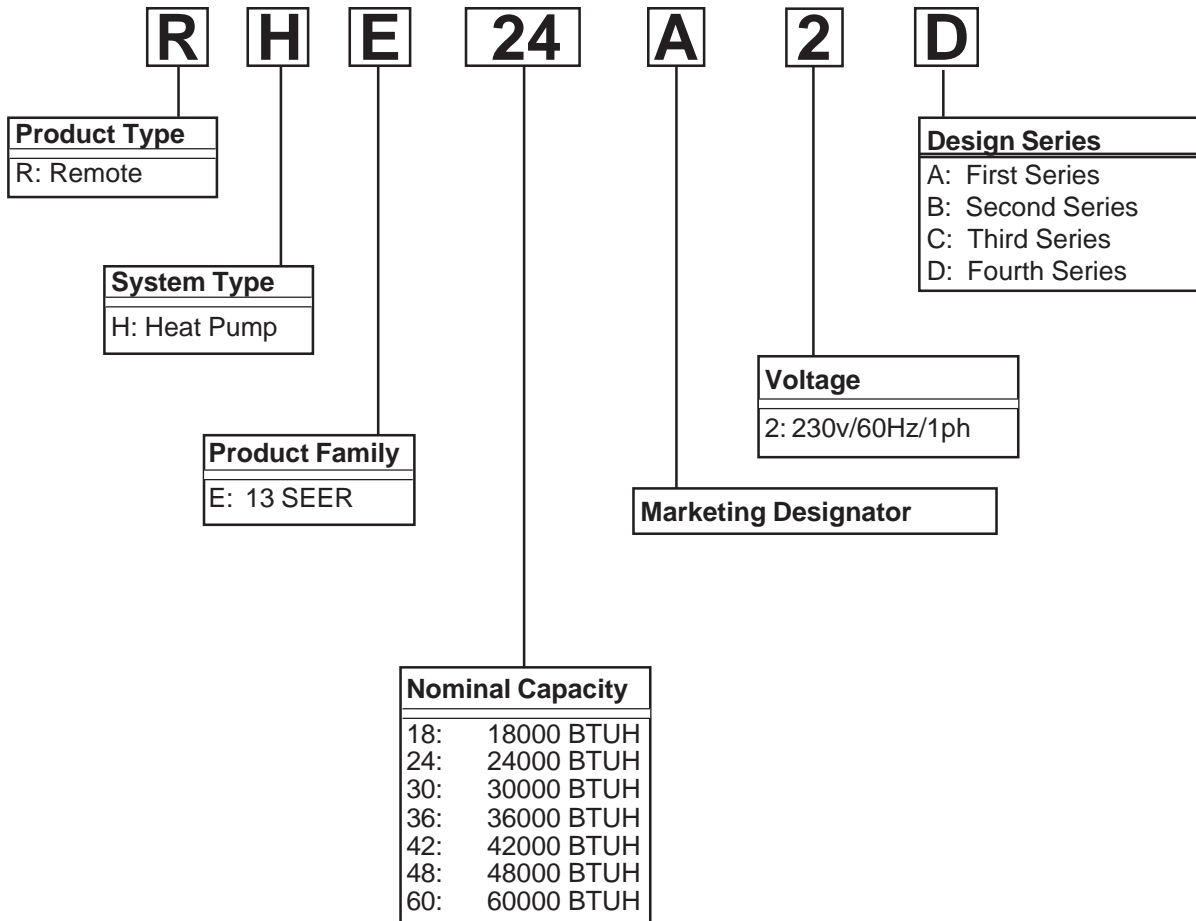 R H E 24 A 2 D
Product Type
R: Remote
Design Series
A: First Series
B: Second Series
C: Third Series
D: Fourth Series
System Type
H: Heat Pump
Voltage
2: 230v/60Hz/1ph
Product Family
E: 13 SEER
Marketing Designator
Nominal Capacity
18: 18000 BTUH
24: 24000 BTUH
30: 30000 BTUH
36: 36000 BTUH
42: 42000 BTUH
48: 48000 BTUH
60: 60000 BTUH